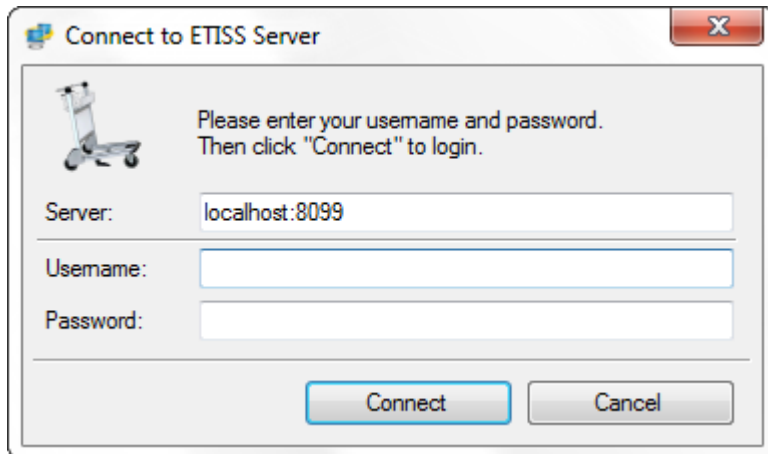 Connect to ETISS Server
Please enter your username and password.
Then click "Connect" to login.
Server: localhost:8099
Username:
Password:
Connect Cancel